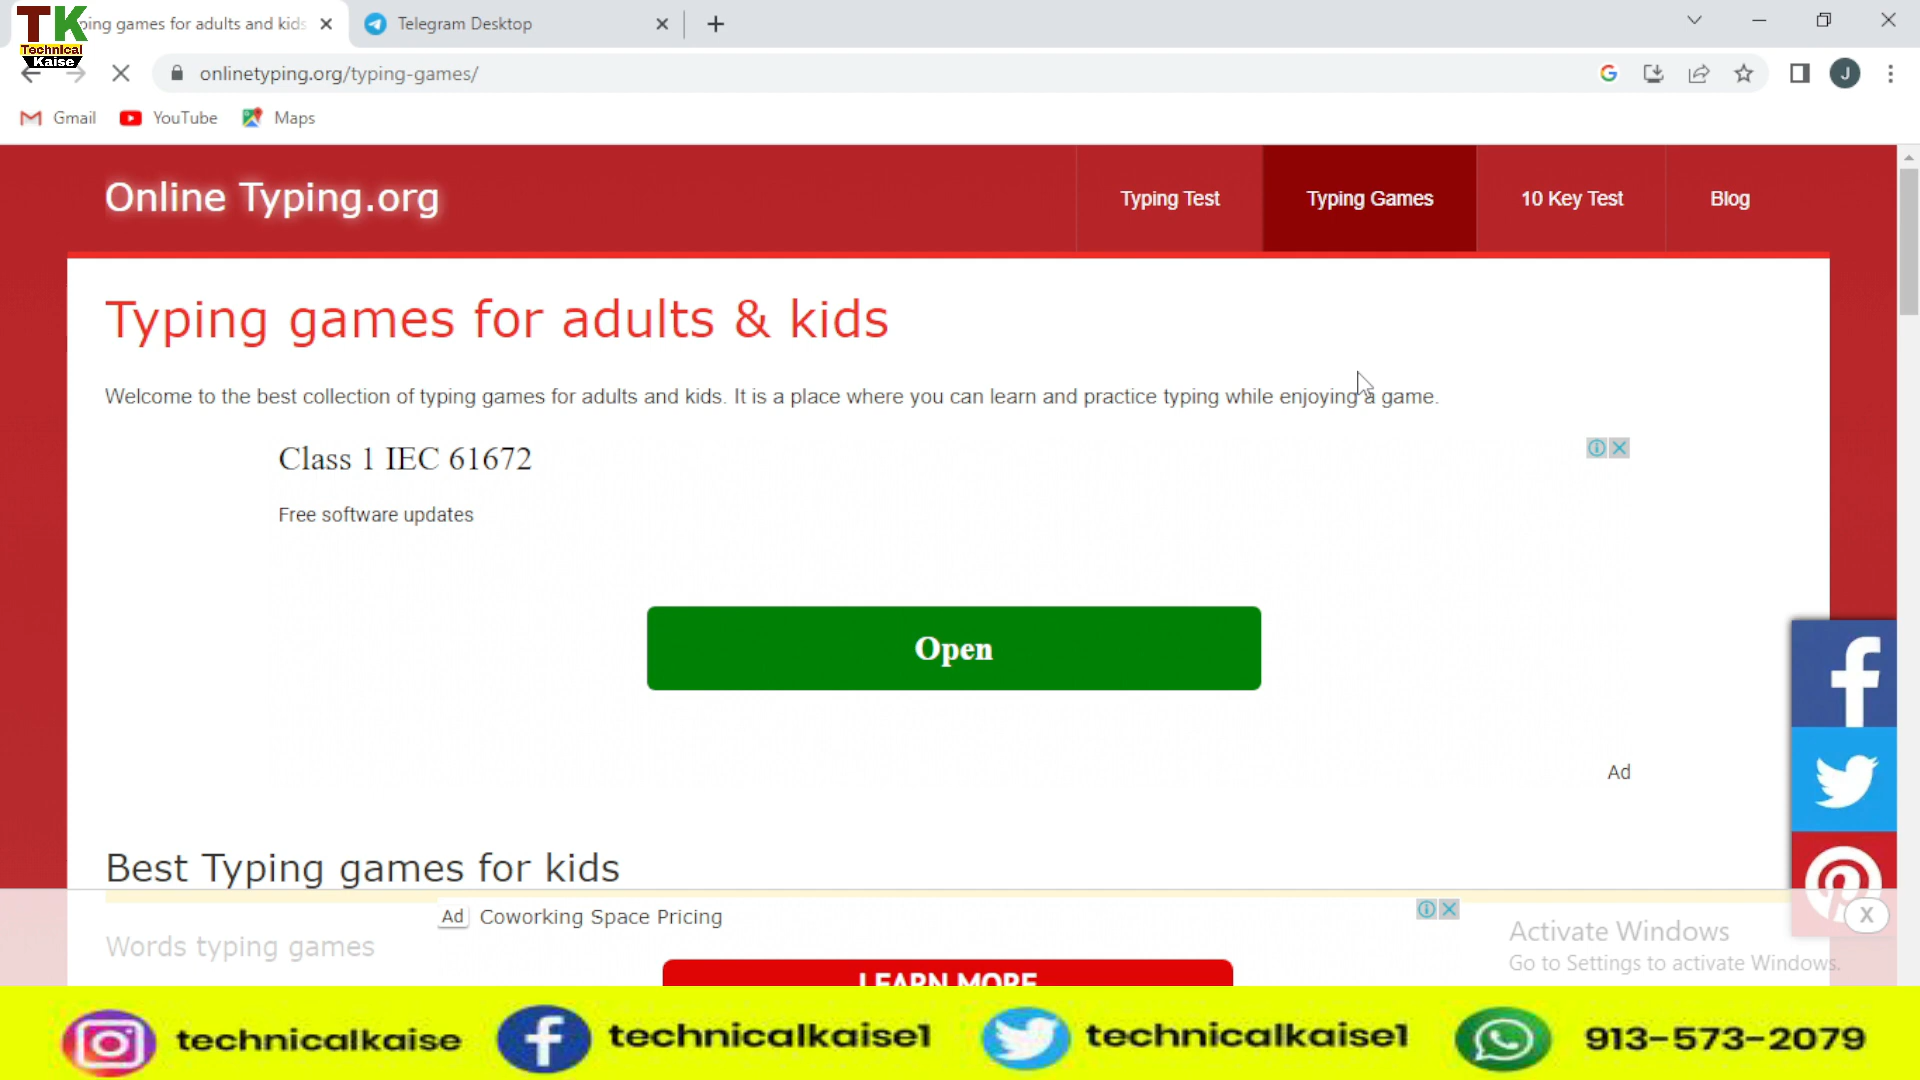 TK
Technical
Kaise
ping games for adults and kids
Telegram Desktop
onlinetyping.org/typing-games/
J
Gmail
YouTube
Maps
Online Typing.org
Typing Test
Typing Games
10 Key Test
Blog
Typing games for adults & kids
Welcome to the best collection of typing games for adults and kids. It is a place where you can learn and practice typing while enjoying a game.
Class 1 IEC 61672
Free software updates
Open
Ad
Best Typing games for kids
Ad Coworking Space Pricing
X
Words typing games
Activate Windows
Go to Settings to activate Windows.
LEARN MORE
technicalkaise
technicalkaise1
technicalkaise1
913-573-2079